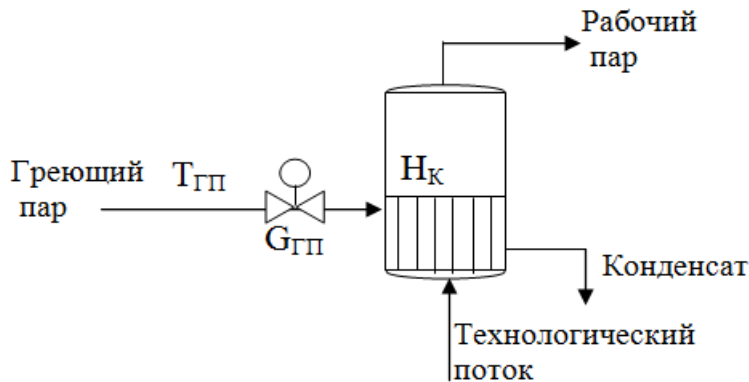 Рабочий
пар
Греющий
пар
TГП
GГП
HК
Конденсат
Технологический
поток